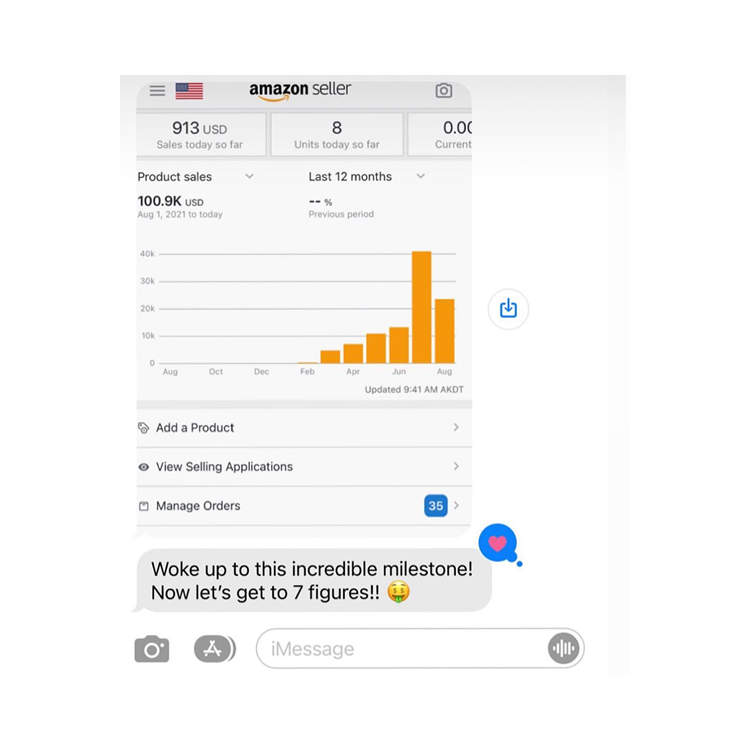 amazon seller
913 USD
Sales today so far
8
Units today so far
0.00
Current
Product sales
Last 12 months
100.9K USD
Aug 1, 2021 to today
-- %
Previous period
40k
30k
20k
10k
0
Aug Oct Dec Feb Apr Jun Aug
Updated 9:41 AM AKDT
Add a Product
View Selling Applications
Manage Orders 35
Woke up to this incredible milestone!
Now let's get to 7 figures!! 🤑
iMessage